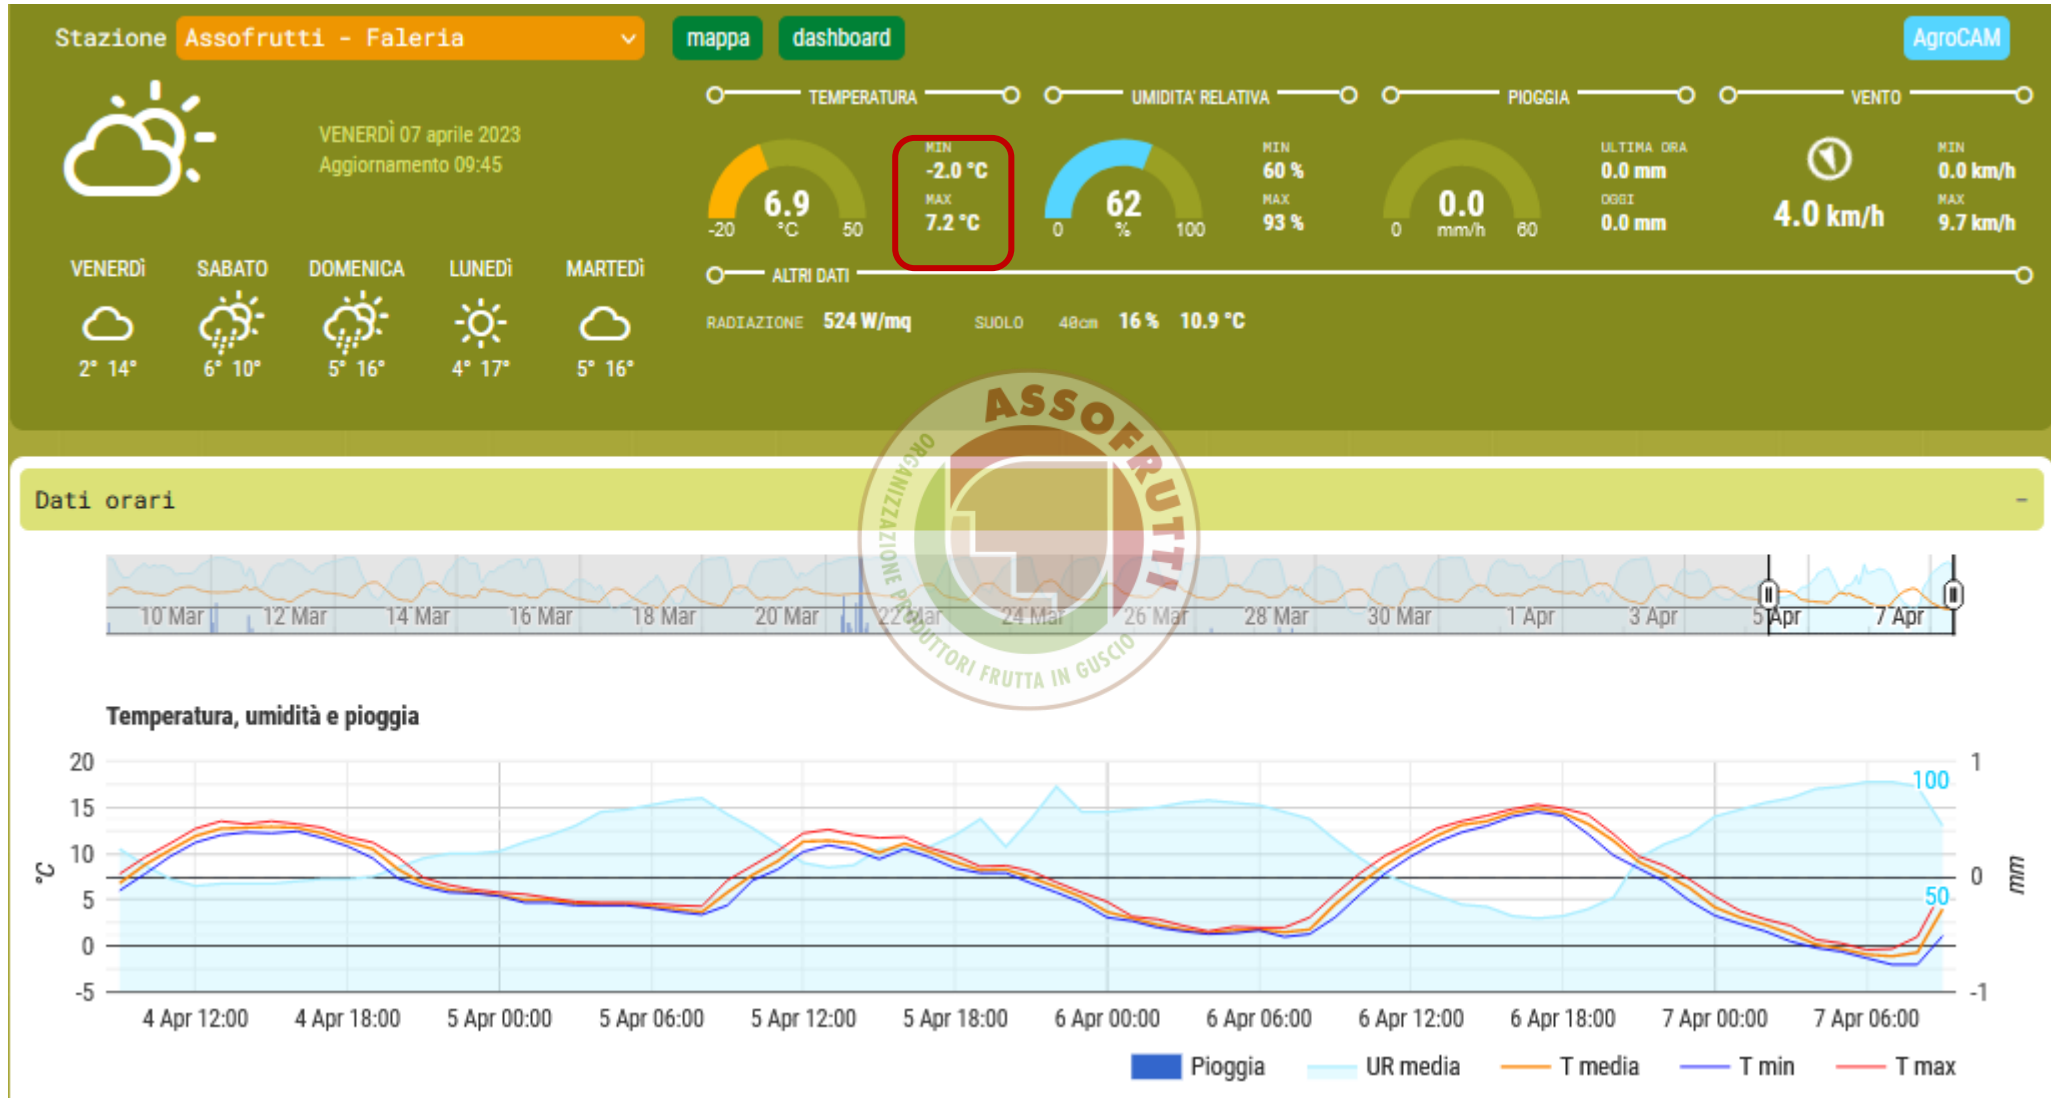 Stazione Assofrutti - Faleria mappa dashboard AgroCAM
VENERDÌ 07 aprile 2023
Aggiornamento 09:45
TEMPERATURA
6.9
°C
-20 50
MIN
-2.0 °C
MAX
7.2 °C
UMIDITA' RELATIVA
62
%
0 100
MIN
60 %
MAX
93 %
PIOGGIA
0.0
mm/h
0 60
ULTIMA ORA
0.0 mm
OGGI
0.0 mm
VENTO
4.0 km/h
MIN
0.0 km/h
MAX
9.7 km/h
VENERDÌ SABATO DOMENICA LUNEDÌ MARTEDÌ
2° 14° 6° 10° 5° 16° 4° 17° 5° 16°
ALTRI DATI
RADIAZIONE 524 W/mq SUOLO 40cm 16 % 10.9 °C
ASSOFRUTTI
ORGANIZZAZIONE PRODUTTORI FRUTTA IN GUSCIO
Dati orari -
10 Mar 12 Mar 14 Mar 16 Mar 18 Mar 20 Mar 22 Mar 24 Mar 26 Mar 28 Mar 30 Mar 1 Apr 3 Apr 5 Apr 7 Apr
Temperatura, umidità e pioggia
20
15
10
5
0
-5
°C
1
0
-1
mm
100
50
4 Apr 12:00 4 Apr 18:00 5 Apr 00:00 5 Apr 06:00 5 Apr 12:00 5 Apr 18:00 6 Apr 00:00 6 Apr 06:00 6 Apr 12:00 6 Apr 18:00 7 Apr 00:00 7 Apr 06:00
Pioggia UR media T media T min T max